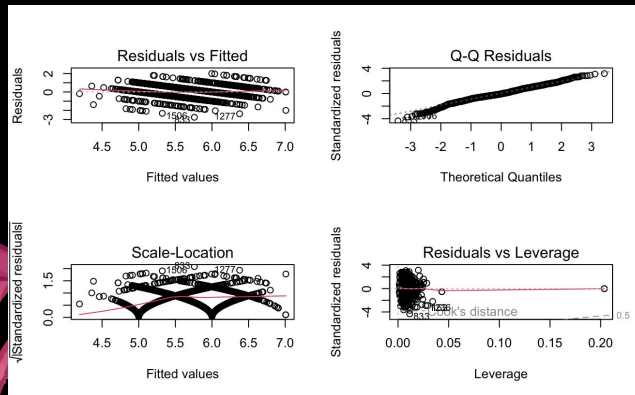 Residuals vs Fitted
Residuals
2
0
-3
1506
833
1277
4.5 5.0 5.5 6.0 6.5 7.0
Fitted values
Q-Q Residuals
Standardized residuals
4
0
-4
-3 -2 -1 0 1 2 3
Theoretical Quantiles
Scale-Location
√|Standardized residuals|
1.5
0.0
833
1506
1277
4.5 5.0 5.5 6.0 6.5 7.0
Fitted values
Residuals vs Leverage
Standardized residuals
4
0
-4
Cook's distance
833
0.5
0.00 0.05 0.10 0.15 0.20
Leverage